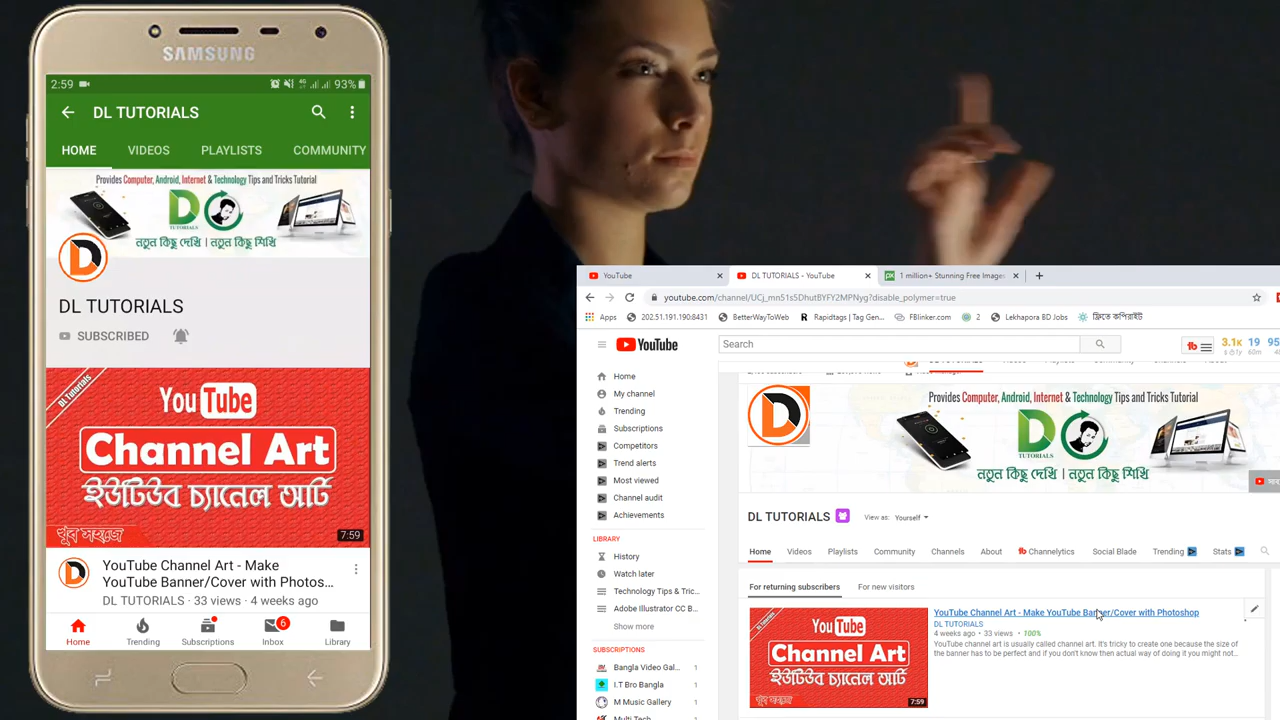 SAMSUNG
2:59
93%
DL TUTORIALS
HOME VIDEOS PLAYLISTS COMMUNITY
Provides Computer, Android, Internet & Technology Tips and Tricks Tutorial
D
TUTORIALS
নতুন কিছু দেখি । নতুন কিছু শিখি
DL TUTORIALS
SUBSCRIBED
DL Tutorials
YouTube
Channel Art
ইউটিউব চ্যানেল আর্ট
খুব সহজে
7:59
YouTube Channel Art - Make
YouTube Banner/Cover with Photos...
DL TUTORIALS · 33 views · 4 weeks ago
6
Home Trending Subscriptions Inbox Library
YouTube
DL TUTORIALS - YouTube
1 million+ Stunning Free Images
youtube.com/channel/UCj_mn51s5DhutBYFY2MPNyg?disable_polymer=true
Apps 202.51.191.190:8431 BetterWayToWeb Rapidtags | Tag Gen... FBlinker.com 2 Lekhapora BD Jobs ফ্রিতে কপিরাইট
YouTube
Search
3.1K 19 95
60m
Home
My channel
Trending
Subscriptions
Competitors
Trend alerts
Most viewed
Channel audit
Achievements
LIBRARY
History
Watch later
Technology Tips & Tric...
Adobe Illustrator CC B...
Show more
SUBSCRIPTIONS
Bangla Video Gal... 1
I.T Bro Bangla 1
M Music Gallery 1
Multi Tech
Provides Computer, Android, Internet & Technology Tips and Tricks Tutorial
D
TUTORIALS
নতুন কিছু দেখি । নতুন কিছু শিখি
DL TUTORIALS
View as: Yourself
Home Videos Playlists Community Channels About Channelytics Social Blade Trending Stats
For returning subscribers For new visitors
YouTube
Channel Art
ইউটিউব চ্যানেল আর্ট
7:59
YouTube Channel Art - Make YouTube Banner/Cover with Photoshop
DL TUTORIALS
4 weeks ago · 33 views · 100%
YouTube channel art is usually called channel art. It's tricky to create one because the size of
the banner has to be perfect and if you don't know then actual way of doing it you might not...